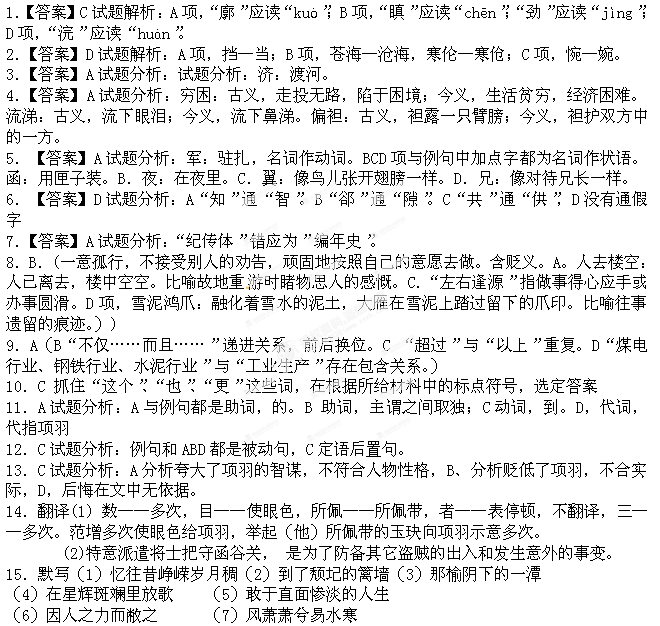 1.【答案】C试题解析：A项，“廓”应读“kuò”；B项，“瞋”应读“chēn”；“劲”应读“jìng”；
D项，“浣”应读“huàn”。
2.【答案】D试题解析：A项，挡一当；B项，苍海一沧海，寒伦一寒伧；C项，惋一婉。
3.【答案】A试题分析：试题分析：济：渡河。
4.【答案】A试题分析：穷困：古义，走投无路，陷于困境；今义，生活贫穷，经济困难。
流涕：古义，流下眼泪；今义，流下鼻涕。偏袒：古义，袒露一只臂膀；今义，袒护双方中
的一方。
5. 【答案】A试题分析：军：驻扎，名词作动词。BCD项与例句中加点字都为名词作状语。
函：用匣子装。B．夜：在夜里。C．翼：像鸟儿张开翅膀一样。D．兄：像对待兄长一样。
6. 【答案】D试题分析：A“知”通“智”。B“郤”通“隙”。C“共”通“供”。D没有通假
字
7.【答案】A试题分析：“纪传体”错应为“编年史”。
8．B．（一意孤行，不接受别人的劝告，顽固地按照自己的意愿去做。含贬义。A。人去楼空：
人已离去，楼中空空。比喻故地重游时睹物思人的感慨。C.“左右逢源”指做事得心应手或
办事圆滑。D项，雪泥鸿爪：融化着雪水的泥土，大雁在雪泥上踏过留下的爪印。比喻往事
遗留的痕迹。））
9．A（B“不仅……而且……”递进关系，前后换位。C “超过”与“以上”重复。D“煤电
行业、钢铁行业、水泥行业”与“工业生产”存在包含关系。）
10．C 抓住“这个”、“也”、“更”这些词，在根据所给材料中的标点符号，选定答案
11．A试题分析：A与例句都是助词，的。B 助词，主谓之间取独；C动词，到。D，代词，
代指项羽
12．C试题分析：例句和ABD都是被动句，C定语后置句。
13．C试题分析：A分析夸大了项羽的智谋，不符合人物性格，B、分析贬低了项羽，不合实
际，D，后悔在文中无依据。
14．翻译(1) 数一一多次，目一一使眼色，所佩一一所佩带，者一一表停顿，不翻译，三一
一多次。范增多次使眼色给项羽，举起（他）所佩带的玉玦向项羽示意多次。
(2)特意派遣将士把守函谷关， 是为了防备其它盗贼的出入和发生意外的事变。
15．默写（1）忆往昔峥嵘岁月稠（2）到了颓圮的篱墙（3）那榆阴下的一潭
（4）在星辉斑斓里放歌 （5）敢于直面惨淡的人生
（6）因人之力而敝之 （7）风萧萧兮易水寒